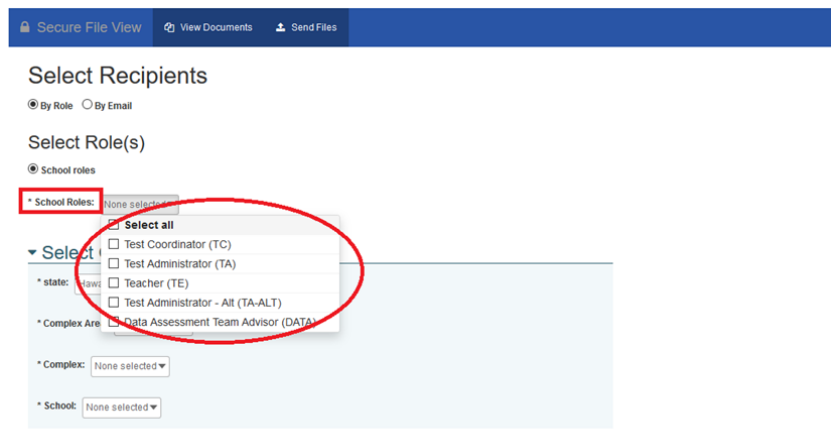 Secure File View View Documents Send Files
Select Recipients
By Role By Email
Select Role(s)
School roles
* School Roles: None selected
Select all
Test Coordinator (TC)
Test Administrator (TA)
Teacher (TE)
Test Administrator - Alt (TA-ALT)
Data Assessment Team Advisor (DATA)
Select
* state:
* Complex
* Complex: None selected
* School: None selected